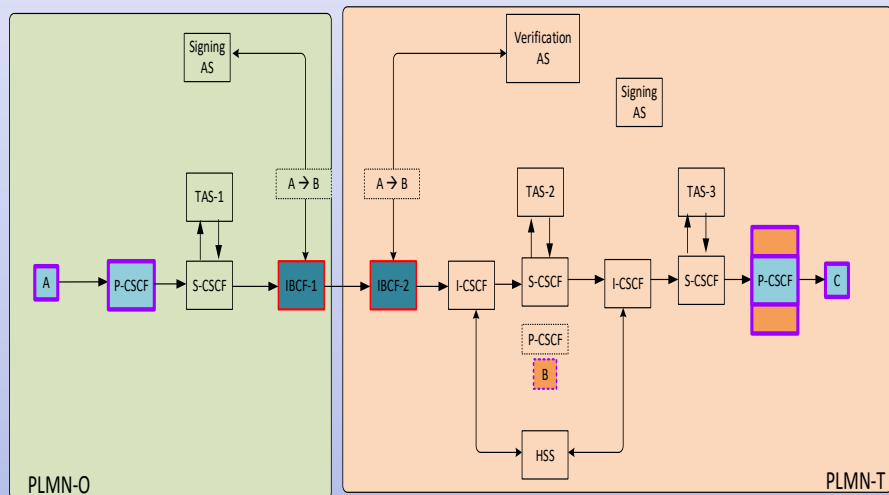 Signing
AS
Verification
AS
Signing
AS
A → B
A → B
TAS-1
TAS-2
TAS-3
A
P-CSCF
S-CSCF
IBCF-1
IBCF-2
I-CSCF
S-CSCF
I-CSCF
S-CSCF
P-CSCF
C
P-CSCF
B
HSS
PLMN-O
PLMN-T